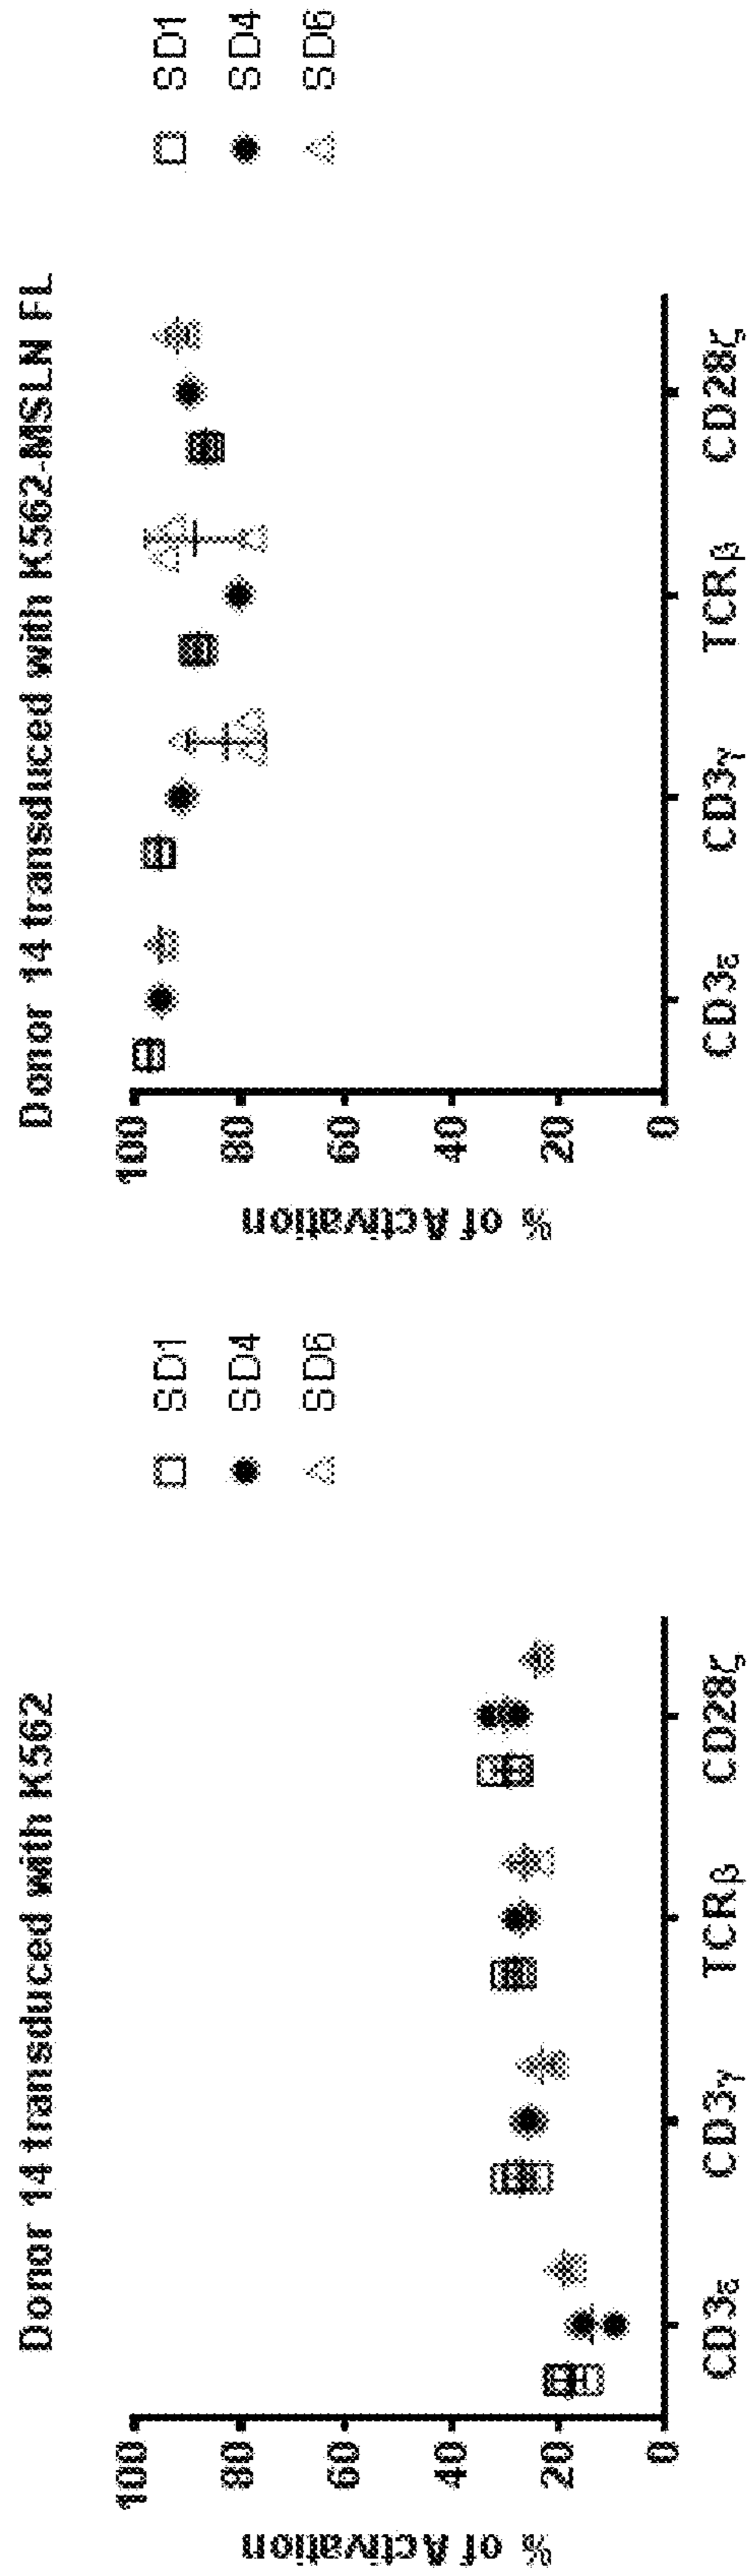 Donor 14 transduced with K562
% of Activation
100
80
60
40
20
0
CD3ε
CD3γ
TCRβ
CD28ζ
SD1
SD4
SD6
Donor 14 transduced with K562-MSLN FL
% of Activation
100
80
60
40
20
0
CD3ε
CD3γ
TCRβ
CD28ζ
SD1
SD4
SD6